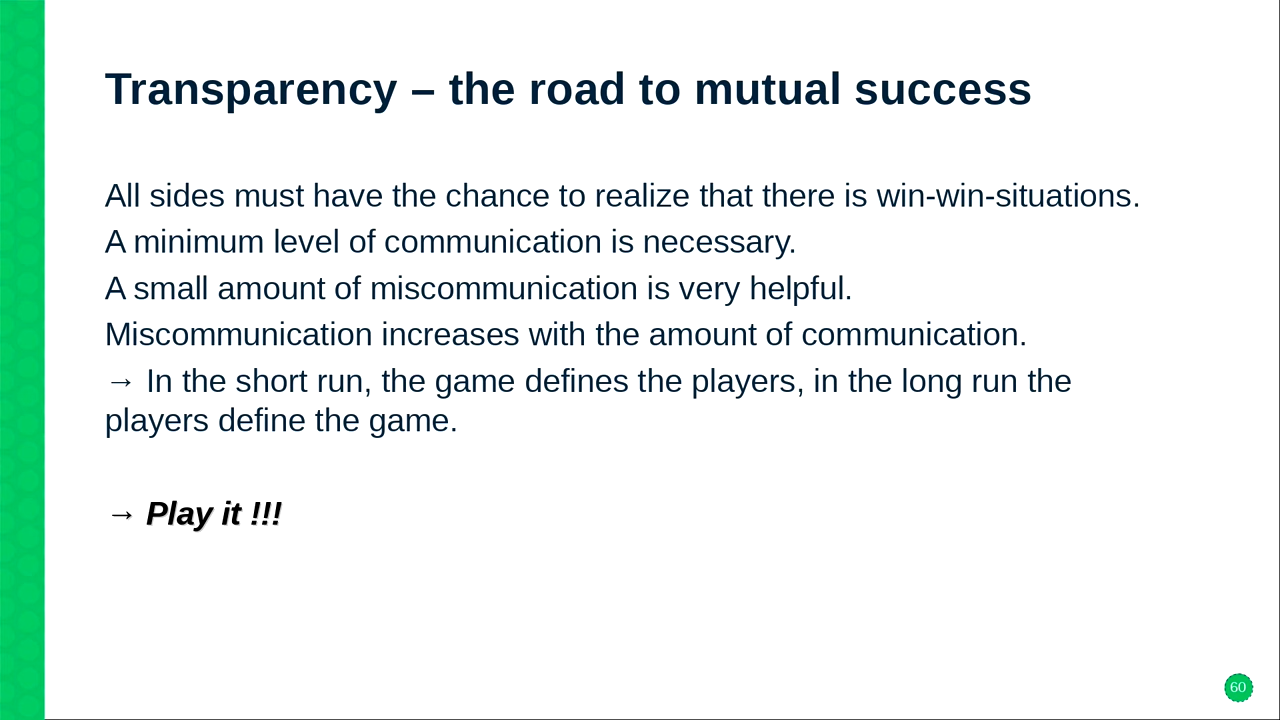 Transparency – the road to mutual success
All sides must have the chance to realize that there is win-win-situations.
A minimum level of communication is necessary.
A small amount of miscommunication is very helpful.
Miscommunication increases with the amount of communication.
→ In the short run, the game defines the players, in the long run the
players define the game.
→ Play it !!!
60